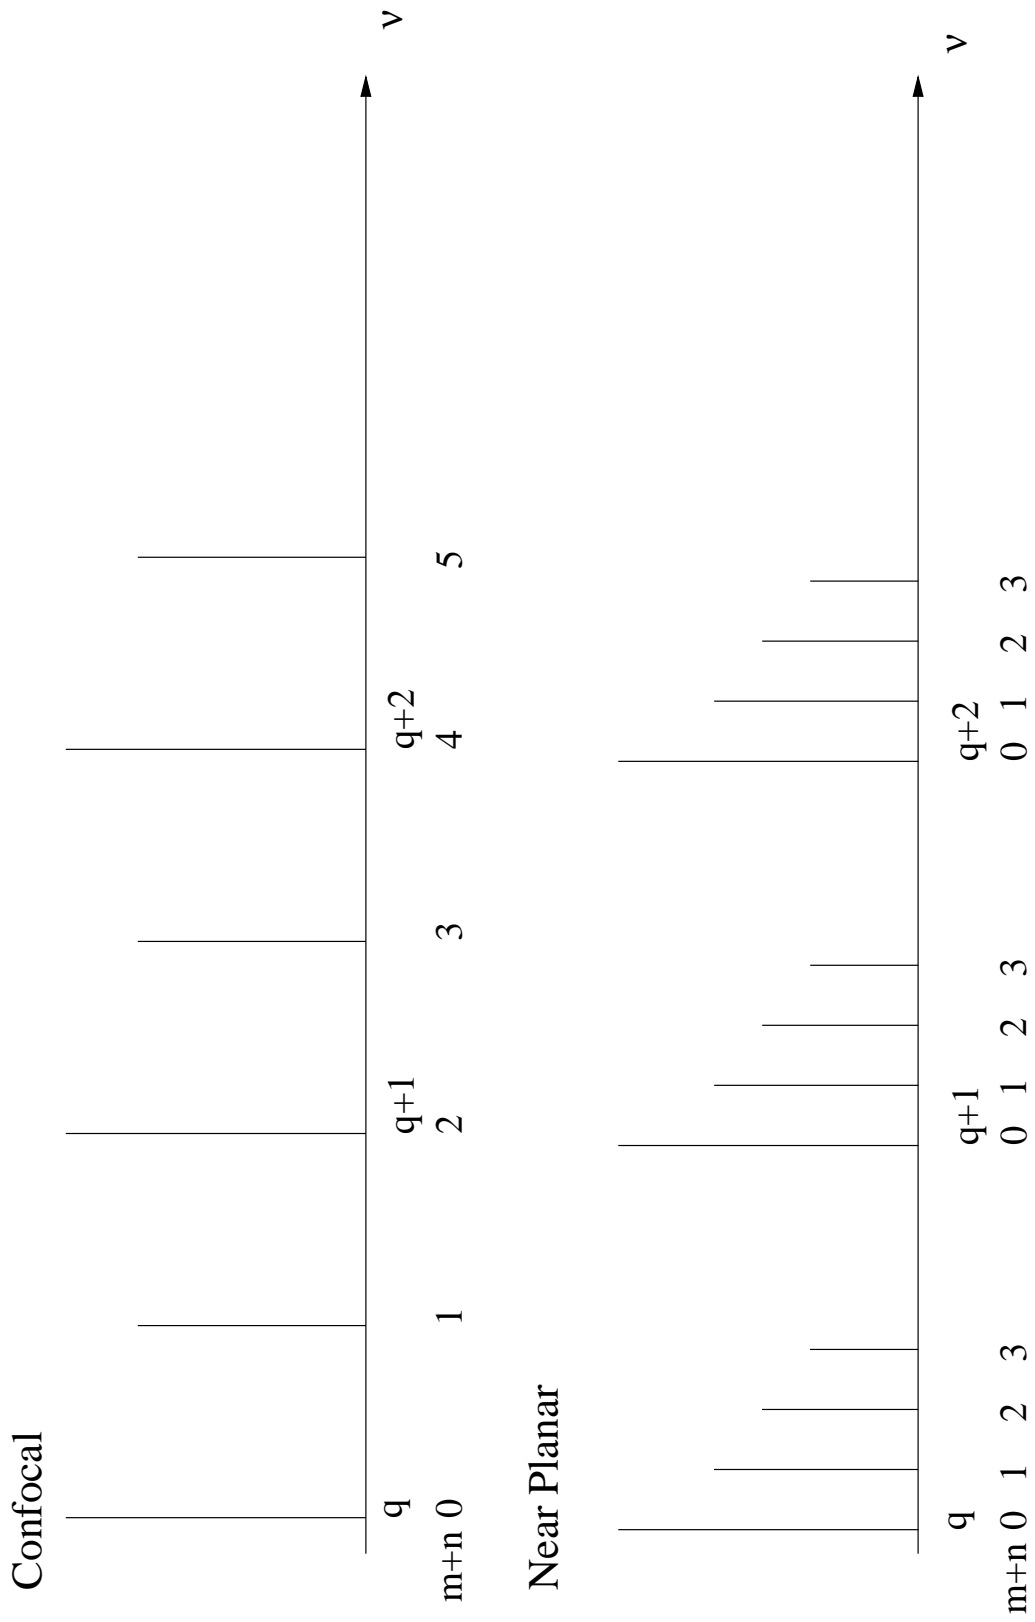 Confocal
ν
q q+1 q+2
m+n 0 1 2 3 4 5
Near Planar
ν
q q+1 q+2
m+n 0 1 2 3 0 1 2 3 0 1 2 3